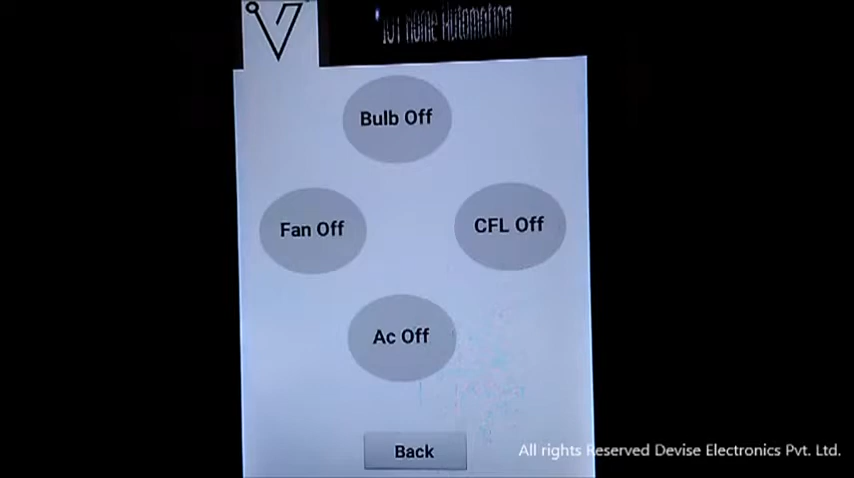 IOT Home Automation
Bulb Off
Fan Off
CFL Off
Ac Off
Back
All rights Reserved Devise Electronics Pvt. Ltd.